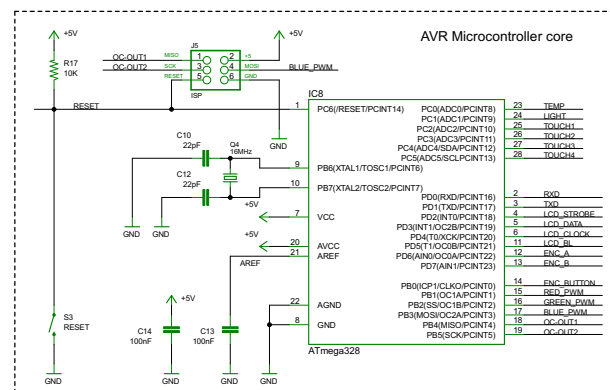 AVR Microcontroller core
+5V
R17
10K
OC-OUT1
OC-OUT2
MISO
SCK
RESET
J5
1 2
3 4
5 6
ISP
+5
MOSI
GND
+5V
BLUE_PWM
GND
RESET
IC8
1 PC6(/RESET/PCINT14)
9 PB6(XTAL1/TOSC1/PCINT6)
10 PB7(XTAL2/TOSC2/PCINT7)
7 VCC
20 AVCC
21 AREF
22 AGND
8 GND
PC0(ADC0/PCINT8) 23 TEMP
PC1(ADC1/PCINT9) 24 LIGHT
PC2(ADC2/PCINT10) 25 TOUCH1
PC3(ADC3/PCINT11) 26 TOUCH2
PC4(ADC4/SDA/PCINT12) 27 TOUCH3
PC5(ADC5/SCLPCINT13) 28 TOUCH4
PD0(RXD/PCINT16) 2 RXD
PD1(TXD/PCINT17) 3 TXD
PD2(INT0/PCINT18) 4 LCD_STROBE
PD3(INT1/OC2B/PCINT19) 5 LCD_DATA
PD4(T0/XCK/PCINT20) 6 LCD_CLOCK
PD5(T1/OC0B/PCINT21) 11 LCD_BL
PD6(AIN0/OC0A/PCINT22) 12 ENC_A
PD7(AIN1/PCINT23) 13 ENC_B
PB0(ICP1/CLKO/PCINT0) 14 ENC_BUTTON
PB1(OC1A/PCINT1) 15 RED_PWM
PB2(SS/OC1B/PCINT2) 16 GREEN_PWM
PB3(MOSI/OC2A/PCINT3) 17 BLUE_PWM
PB4(MISO/PCINT4) 18 OC-OUT1
PB5(SCK/PCINT5) 19 OC-OUT2
ATmega328
C10
22pF
Q4
16MHz
C12
22pF
GND
GND
+5V
+5V
AREF
S3
RESET
+5V
C14
100nF
C13
100nF
GND
GND
GND
GND